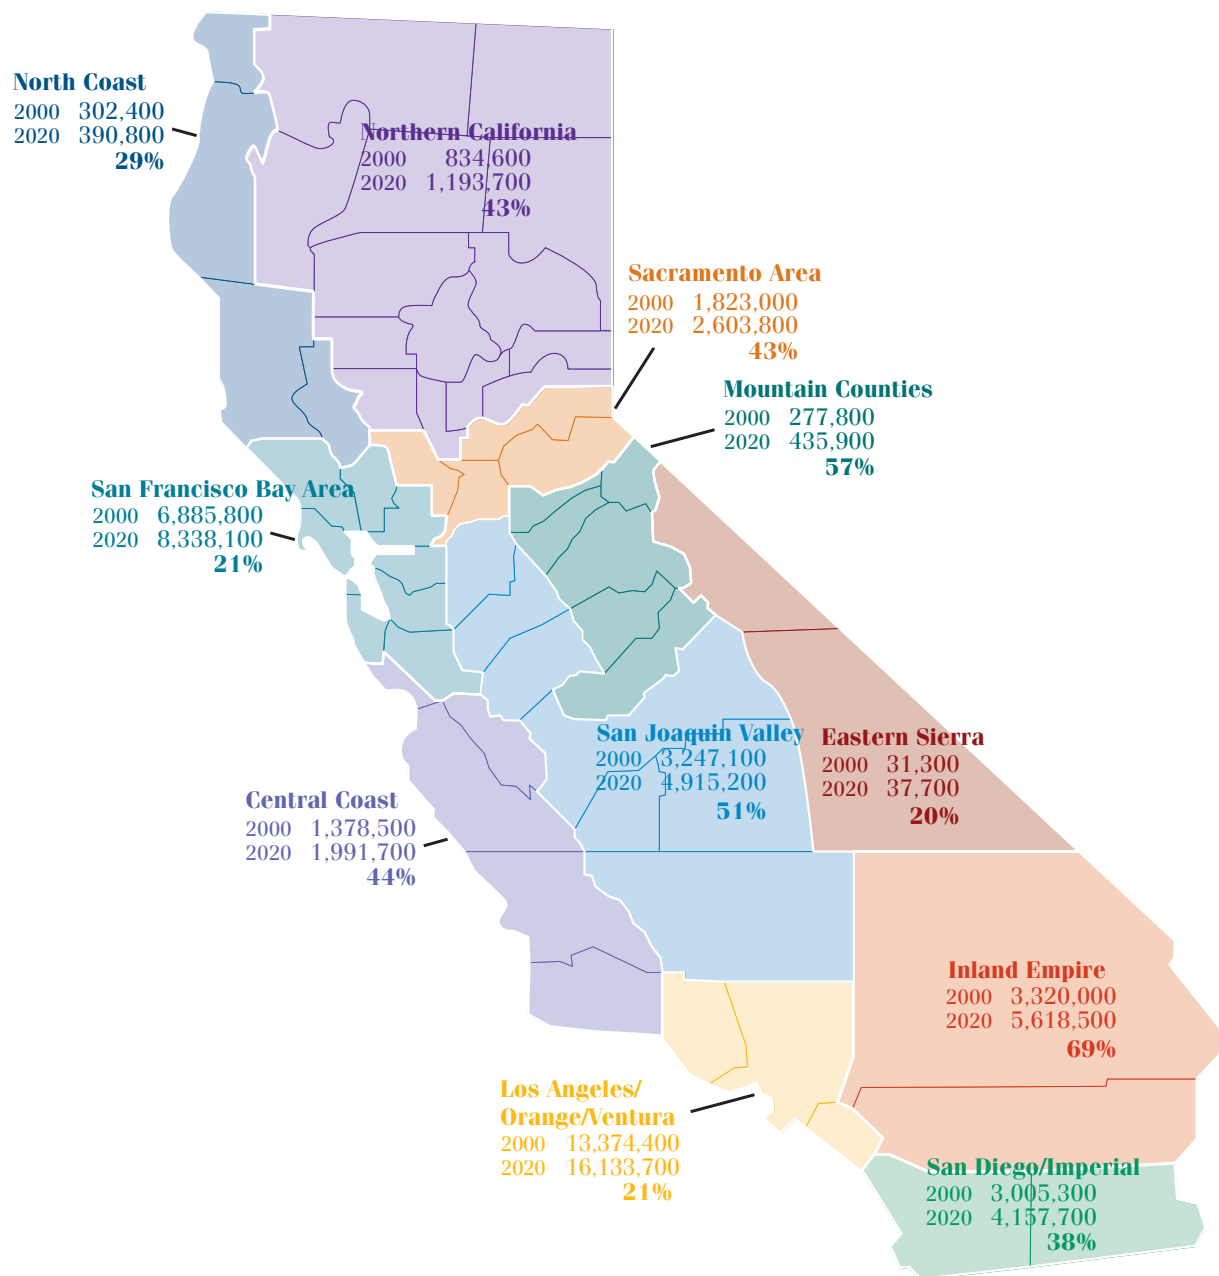 North Coast
2000 302,400
2020 390,800
29%
Northern California
2000 834,600
2020 1,193,700
43%
Sacramento Area
2000 1,823,000
2020 2,603,800
43%
Mountain Counties
2000 277,800
2020 435,900
57%
San Francisco Bay Area
2000 6,885,800
2020 8,338,100
21%
San Joaquin Valley
2000 3,247,100
2020 4,915,200
51%
Eastern Sierra
2000 31,300
2020 37,700
20%
Central Coast
2000 1,378,500
2020 1,991,700
44%
Inland Empire
2000 3,320,000
2020 5,618,500
69%
Los Angeles/
Orange/Ventura
2000 13,374,400
2020 16,133,700
21%
San Diego/Imperial
2000 3,005,300
2020 4,157,700
38%